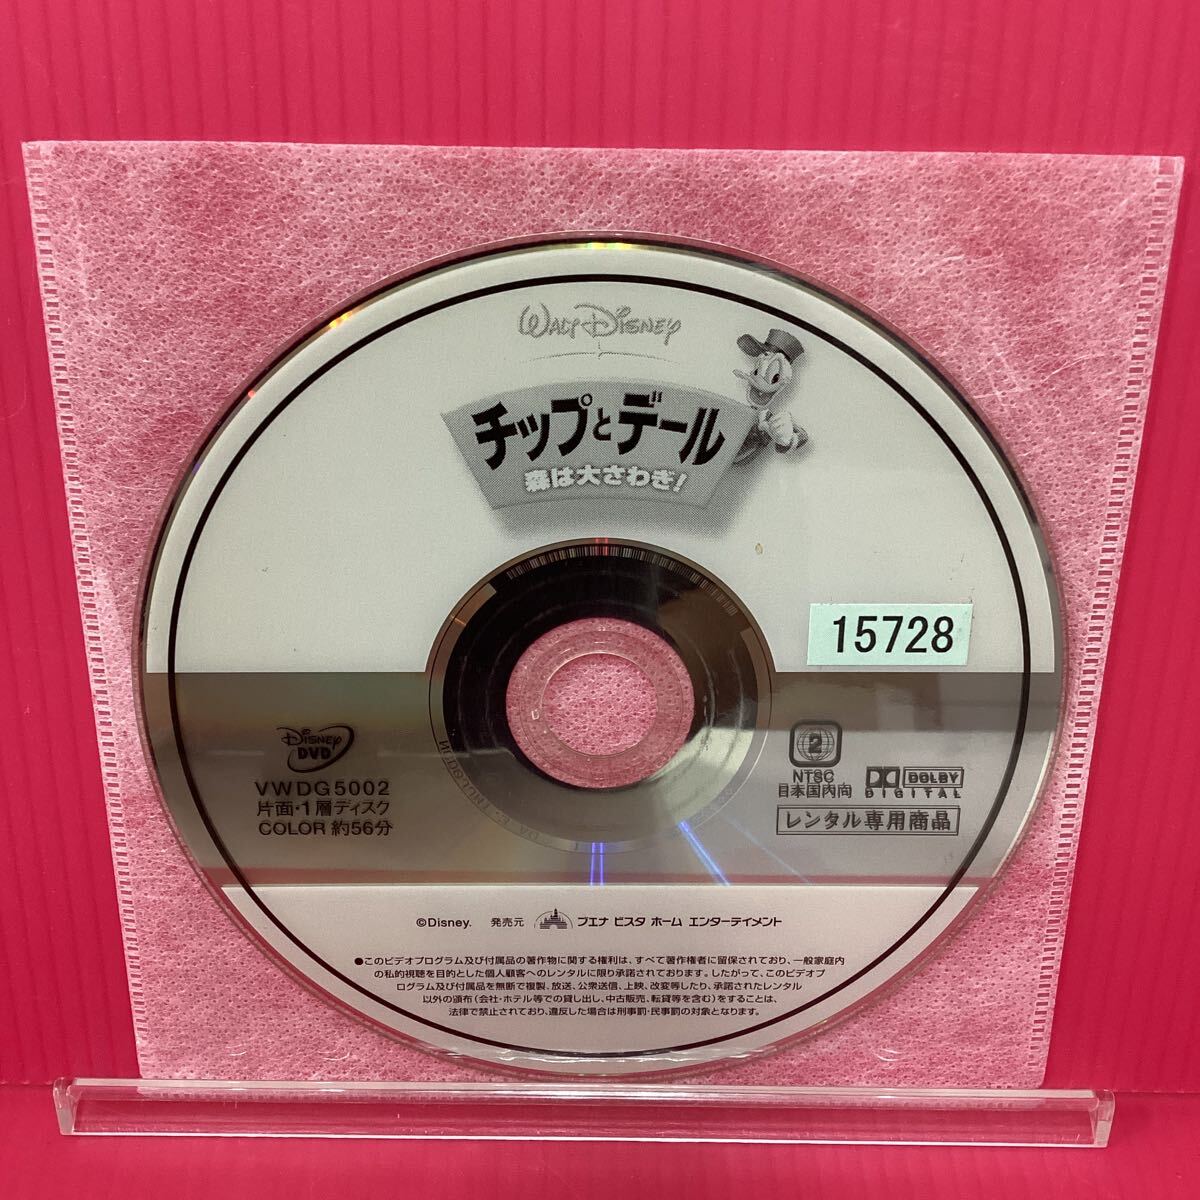 WALT DISNEY
チップとデール
森は大さわぎ!
15728
DISNEY
DVD
VWDG5002
片面・1層ディスク
COLOR 約56分
2
NTSC
日本国内向
DOLBY
DIGITAL
レンタル専用商品
©Disney. 発売元 ブエナ ビスタ ホーム エンターテイメント
●このビデオプログラム及び付属品の著作物に関する権利は、すべて著作権者に留保されており、一般家庭内
の私的視聴を目的とした個人顧客へのレンタルに限り承諾されております。したがって、このビデオプ
ログラム及び付属品を無断で複製、放送、公衆送信、上映、改変等したり、承諾されたレンタル
以外の頒布(会社・ホテル等での貸し出し、中古販売、転貸等を含む)をすることは、
法律で禁止されており、違反した場合は刑事罰・民事罰の対象となります。